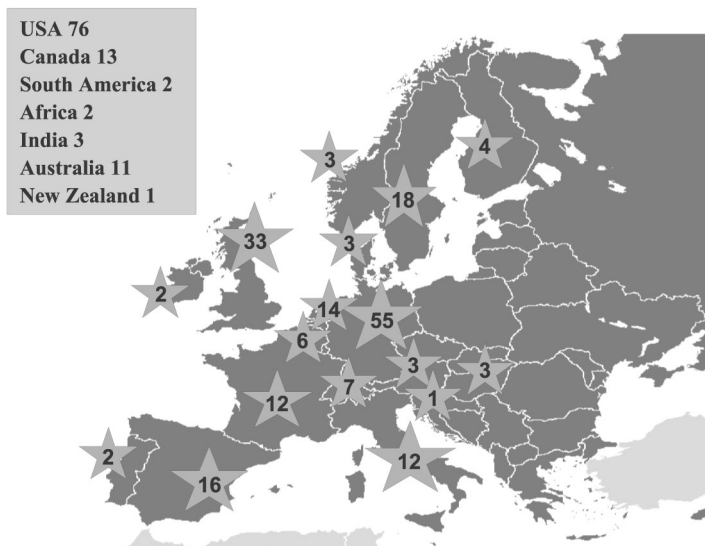 USA 76
Canada 13
South America 2
Africa 2
India 3
Australia 11
New Zealand 1
3
4
18
33
3
2
14
55
6
3
3
7
1
12
2
12
16